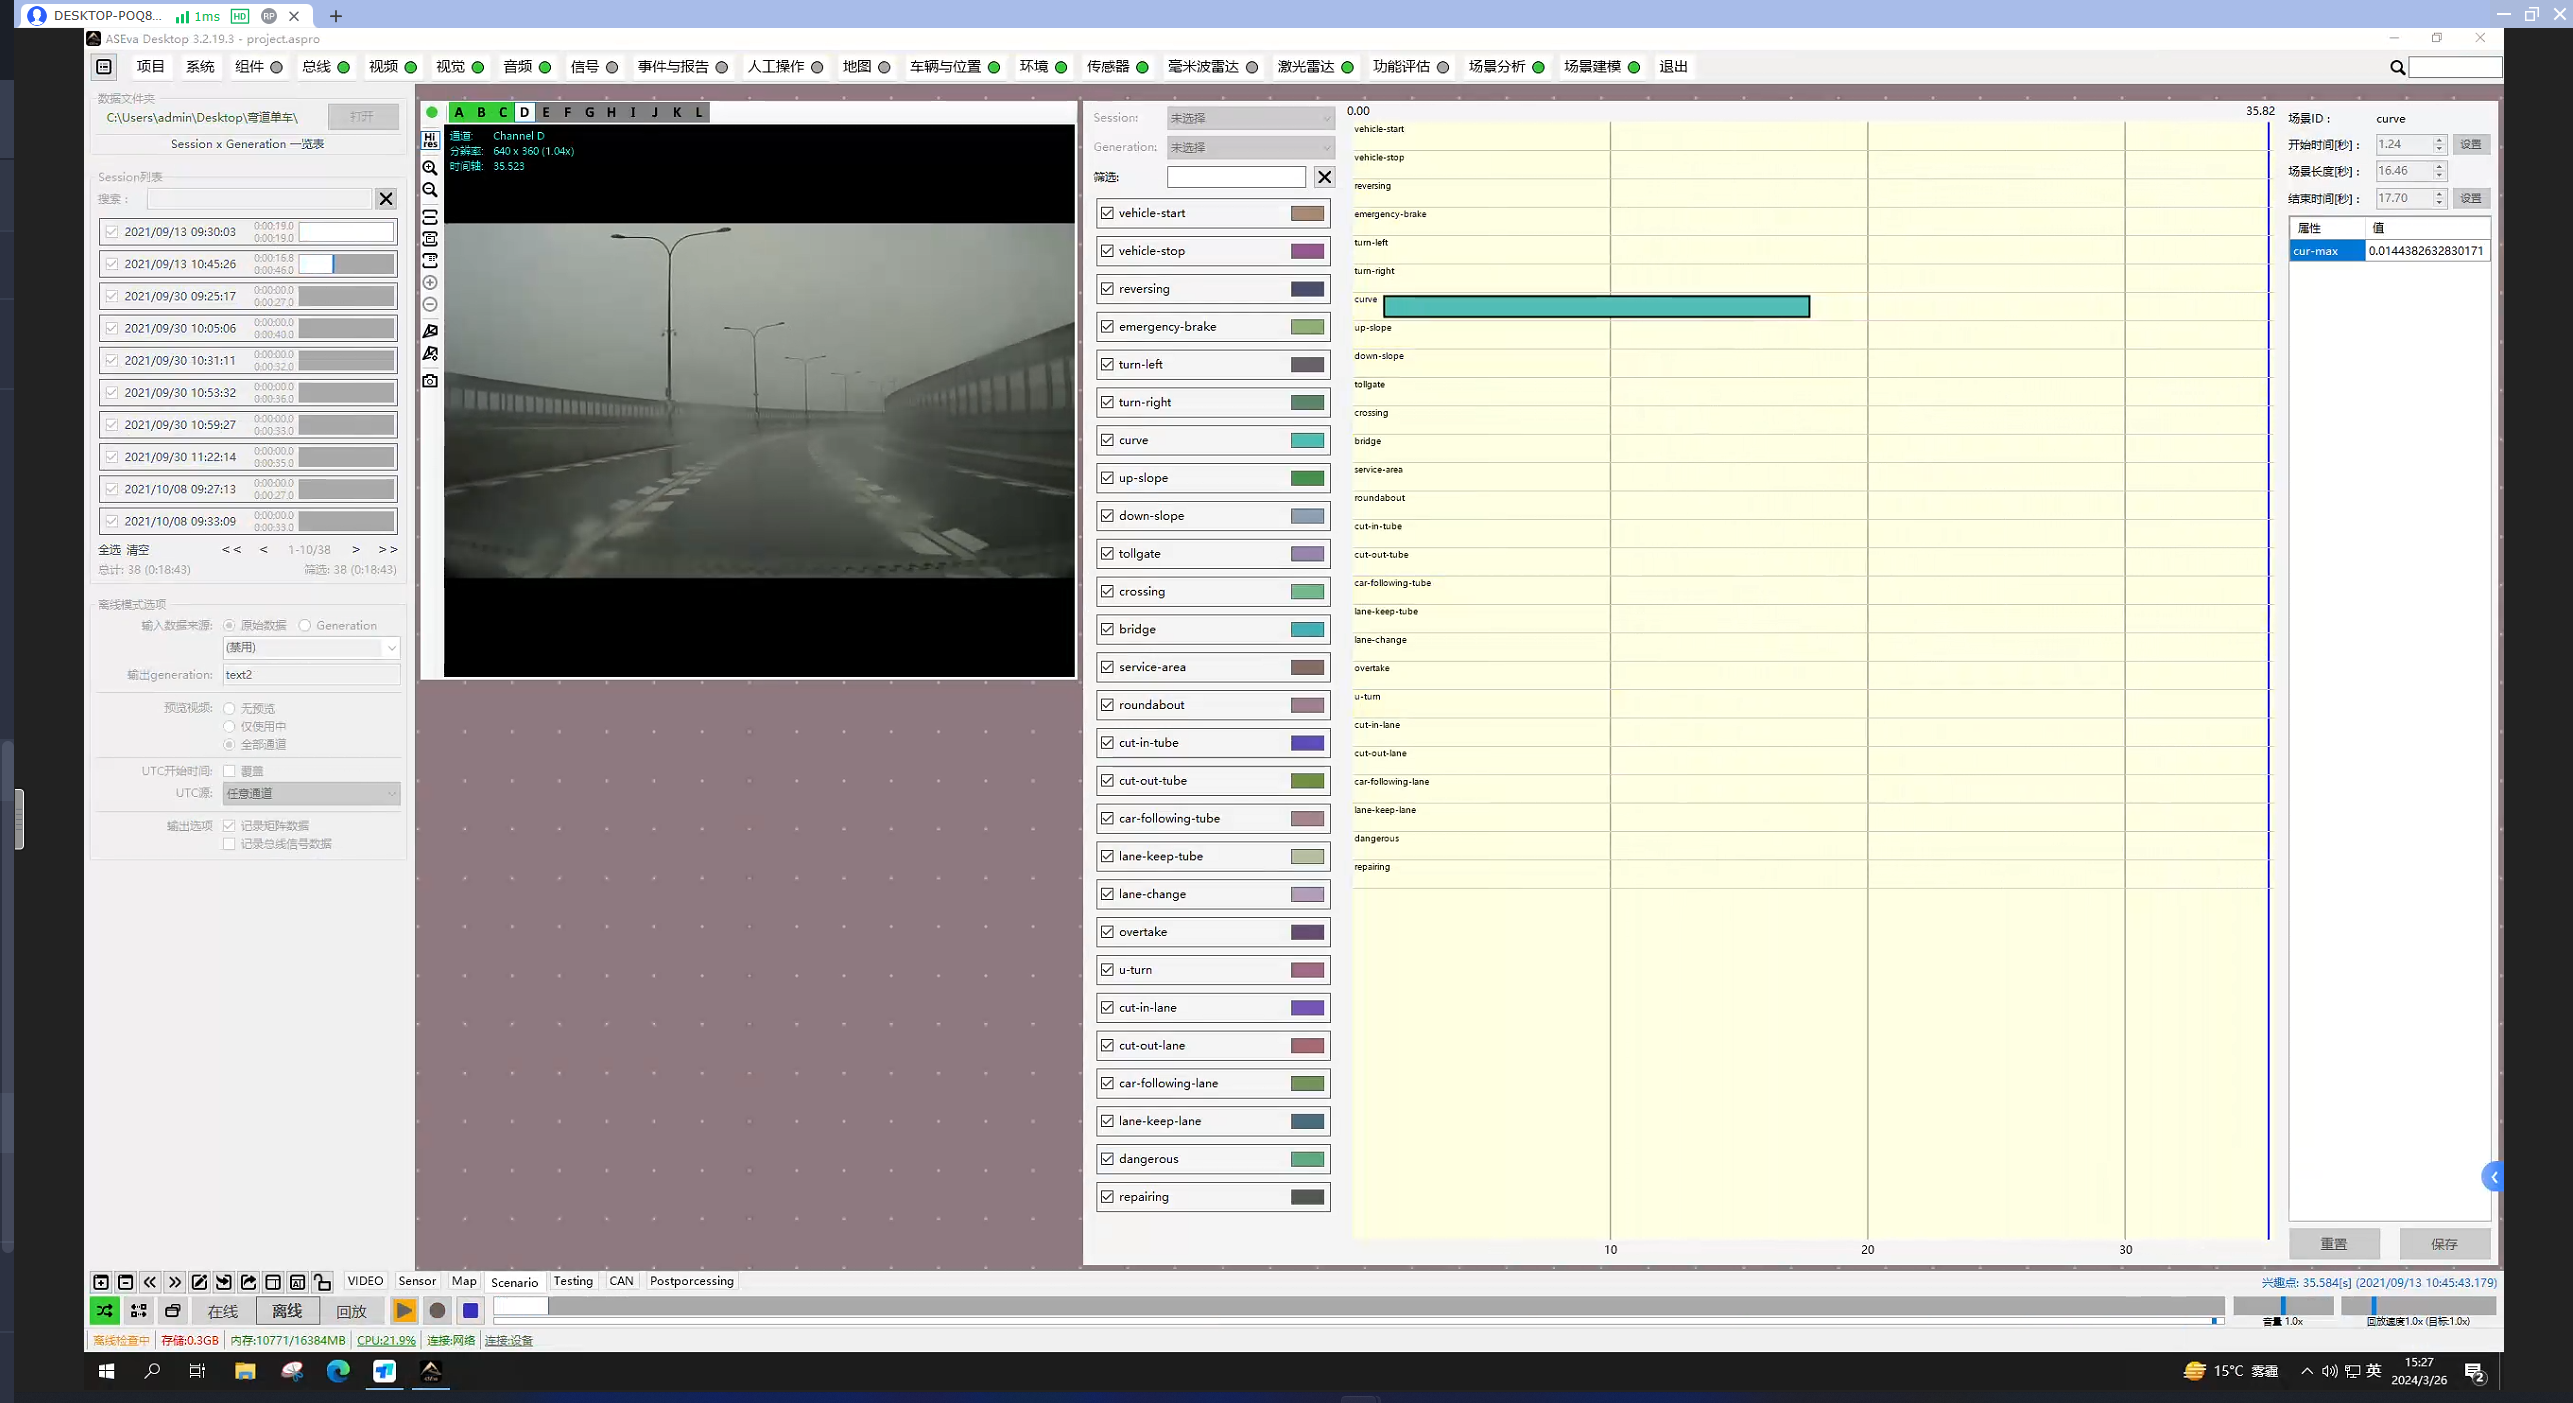 DESKTOP-POQ8... 1ms HD RP
ASEva Desktop 3.2.19.3 - project.aspro
项目 系统 组件 总线 视频 视觉 音频 信号 事件与报告 人工操作 地图 车辆与位置 环境 传感器 毫米波雷达 激光雷达 功能评估 场景分析 场景建模 退出
数据文件夹
C:\Users\admin\Desktop\弯道单车\ 打开
Session x Generation 一览表
Session列表
搜索：
2021/09/13 09:30:03 0:00:19.0 0:00:19.0
2021/09/13 10:45:26 0:00:16.8 0:00:46.0
2021/09/30 09:25:17 0:00:00.0 0:00:27.0
2021/09/30 10:05:06 0:00:00.0 0:00:40.0
2021/09/30 10:31:11 0:00:00.0 0:00:32.0
2021/09/30 10:53:32 0:00:00.0 0:00:36.0
2021/09/30 10:59:27 0:00:00.0 0:00:33.0
2021/09/30 11:22:14 0:00:00.0 0:00:35.0
2021/10/08 09:27:13 0:00:00.0 0:00:27.0
2021/10/08 09:33:09 0:00:00.0 0:00:33.0
全选 清空 << < 1-10/38 > >>
总计: 38 (0:18:43) 筛选: 38 (0:18:43)
离线模式选项
输入数据来源: 原始数据 Generation
(禁用)
输出generation: text2
预览视频: 无预览
仅使用中
全部通道
UTC开始时间: 覆盖
UTC源: 任意通道
输出选项 记录矩阵数据
记录总线信号数据
A B C D E F G H I J K L
Hi res
通道: Channel D
分辨率: 640 x 360 (1.04x)
时间轴: 35.523
Session: 未选择
Generation: 未选择
筛选:
vehicle-start
vehicle-stop
reversing
emergency-brake
turn-left
turn-right
curve
up-slope
down-slope
tollgate
crossing
bridge
service-area
roundabout
cut-in-tube
cut-out-tube
car-following-tube
lane-keep-tube
lane-change
overtake
u-turn
cut-in-lane
cut-out-lane
car-following-lane
lane-keep-lane
dangerous
repairing
0.00 35.82
vehicle-start
vehicle-stop
reversing
emergency-brake
turn-left
turn-right
curve
up-slope
down-slope
tollgate
crossing
bridge
service-area
roundabout
cut-in-tube
cut-out-tube
car-following-tube
lane-keep-tube
lane-change
overtake
u-turn
cut-in-lane
cut-out-lane
car-following-lane
lane-keep-lane
dangerous
repairing
10 20 30
场景ID： curve
开始时间[秒]： 1.24 设置
场景长度[秒]： 16.46
结束时间[秒]： 17.70 设置
属性 值
cur-max 0.0144382632830171
重置 保存
VIDEO Sensor Map Scenario Testing CAN Postporcessing
兴趣点: 35.584[s] (2021/09/13 10:45:43.179)
在线 离线 回放
音量 1.0x 回放速度1.0x (目标:1.0x)
离线检查中 存储:0.3GB 内存:10771/16384MB CPU:21.9% 连接:网络 连接:设备
15°C 雾霾 英 15:27
2024/3/26 2